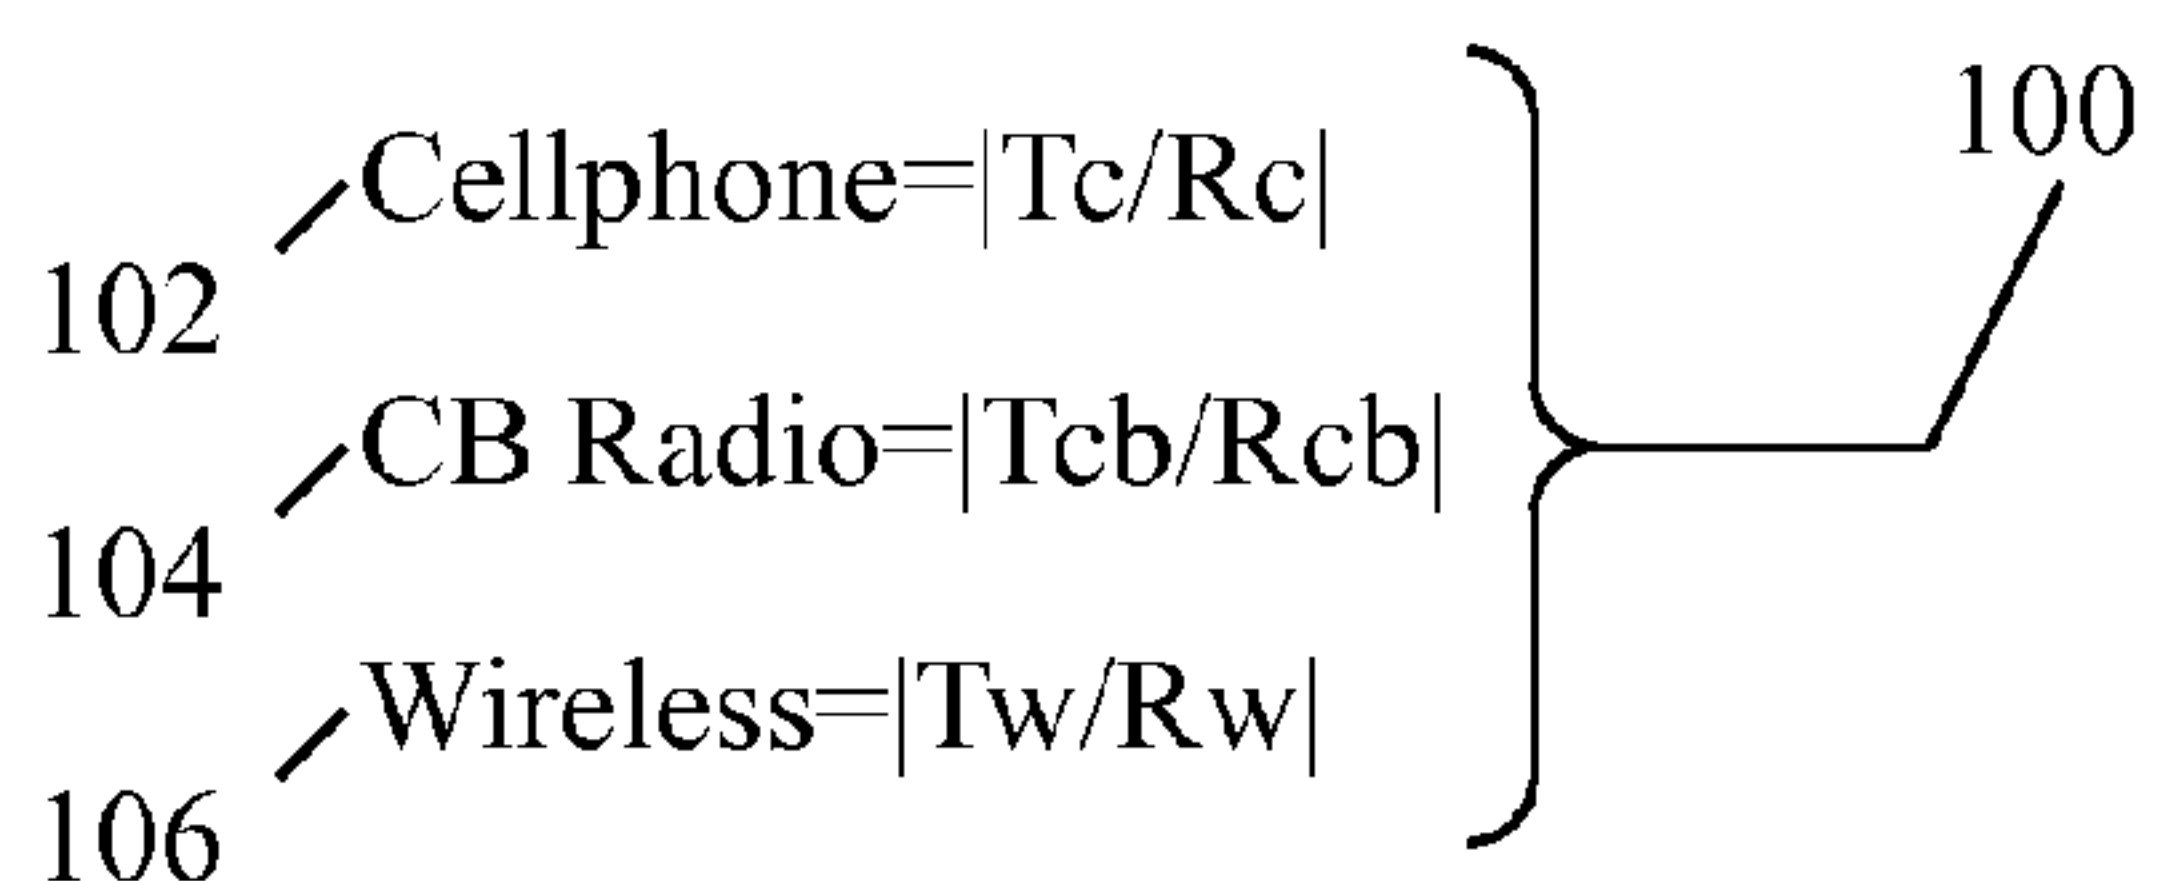 100
Cellphone=|Tc/Rc|
102
CB Radio=|Tcb/Rcb|
104
Wireless=|Tw/Rw|
106